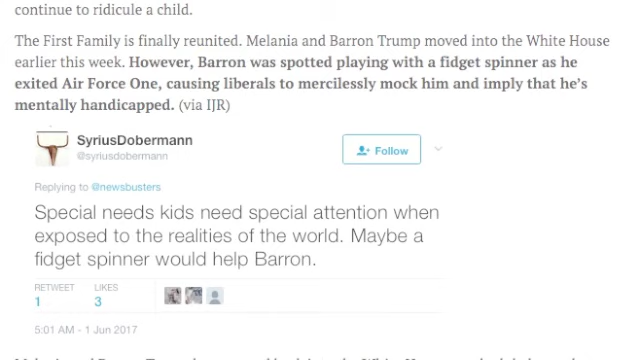 continue to ridicule a child.
The First Family is finally reunited. Melania and Barron Trump moved into the White House
earlier this week. However, Barron was spotted playing with a fidget spinner as he
exited Air Force One, causing liberals to mercilessly mock him and imply that he's
mentally handicapped. (via IJR)
SyriusDobermann
@syriusdobermann
Follow
Replying to @newsbusters
Special needs kids need special attention when
exposed to the realities of the world. Maybe a
fidget spinner would help Barron.
RETWEET LIKES
1 3
5:01 AM - 1 Jun 2017